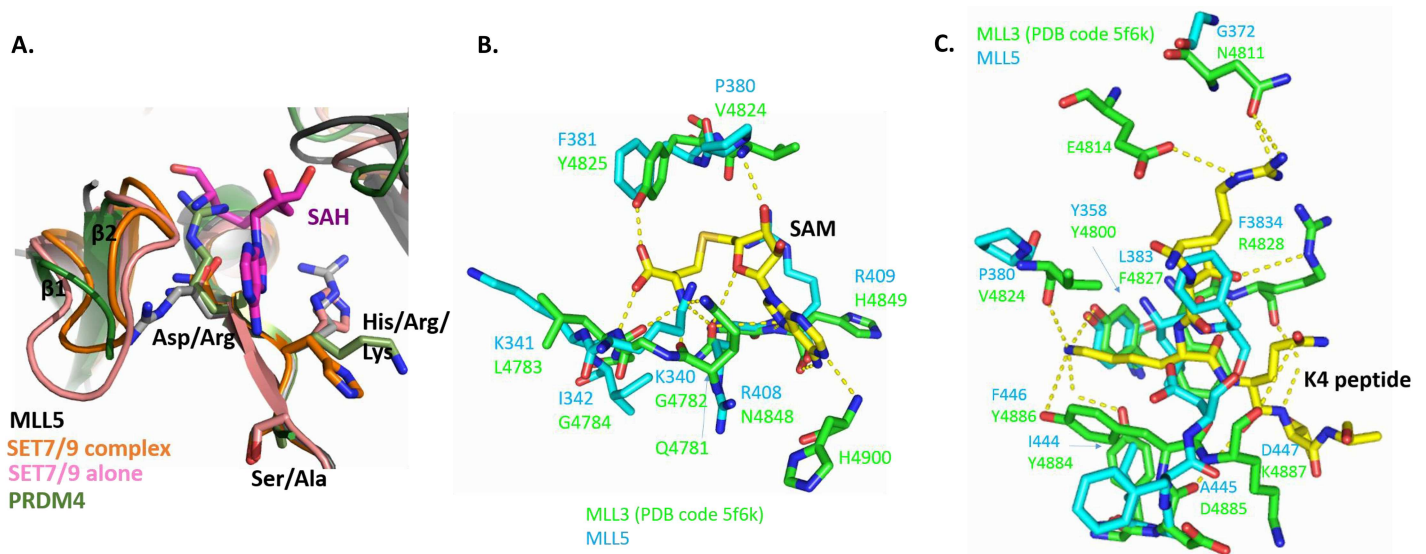 A.
β2
β1
SAH
Asp/Arg
His/Arg/
Lys
Ser/Ala
MLL5
SET7/9 complex
SET7/9 alone
PRDM4
B.
P380
V4824
F381
Y4825
SAM
R409
H4849
K341
L4783
I342
G4784
K340
G4782
R408
N4848
Q4781
H4900
MLL3 (PDB code 5f6k)
MLL5
C.
MLL3 (PDB code 5f6k)
MLL5
G372
N4811
E4814
Y358
Y4800
F3834
R4828
L383
F4827
P380
V4824
K4 peptide
F446
Y4886
I444
Y4884
D447
K4887
A445
D4885